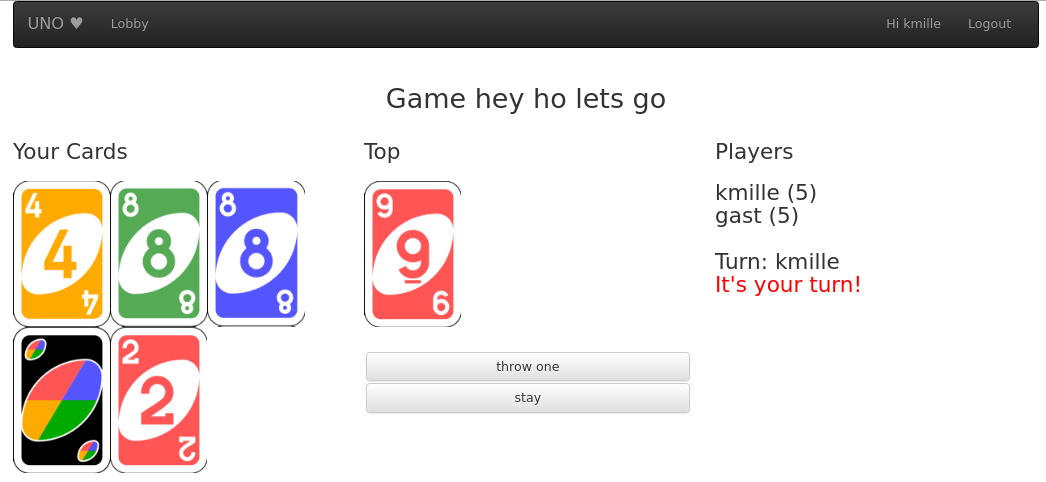 UNO ♥ Lobby Hi kmille Logout
Game hey ho lets go
Your Cards
4 4 4
8 8 8
8 8 8
2 2 2
Top
9 9 9
throw one
stay
Players
kmille (5)
gast (5)
Turn: kmille
It's your turn!